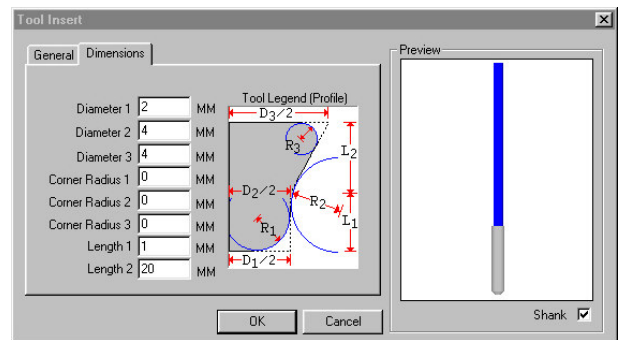 Tool Insert
General Dimensions
Preview
Diameter 1 2 MM
Diameter 2 4 MM
Diameter 3 4 MM
Corner Radius 1 0 MM
Corner Radius 2 0 MM
Corner Radius 3 0 MM
Length 1 1 MM
Length 2 20 MM
Tool Legend (Profile)
D3/2
R3
L2
D2/2
R2
R1
L1
D1/2
Shank
OK Cancel